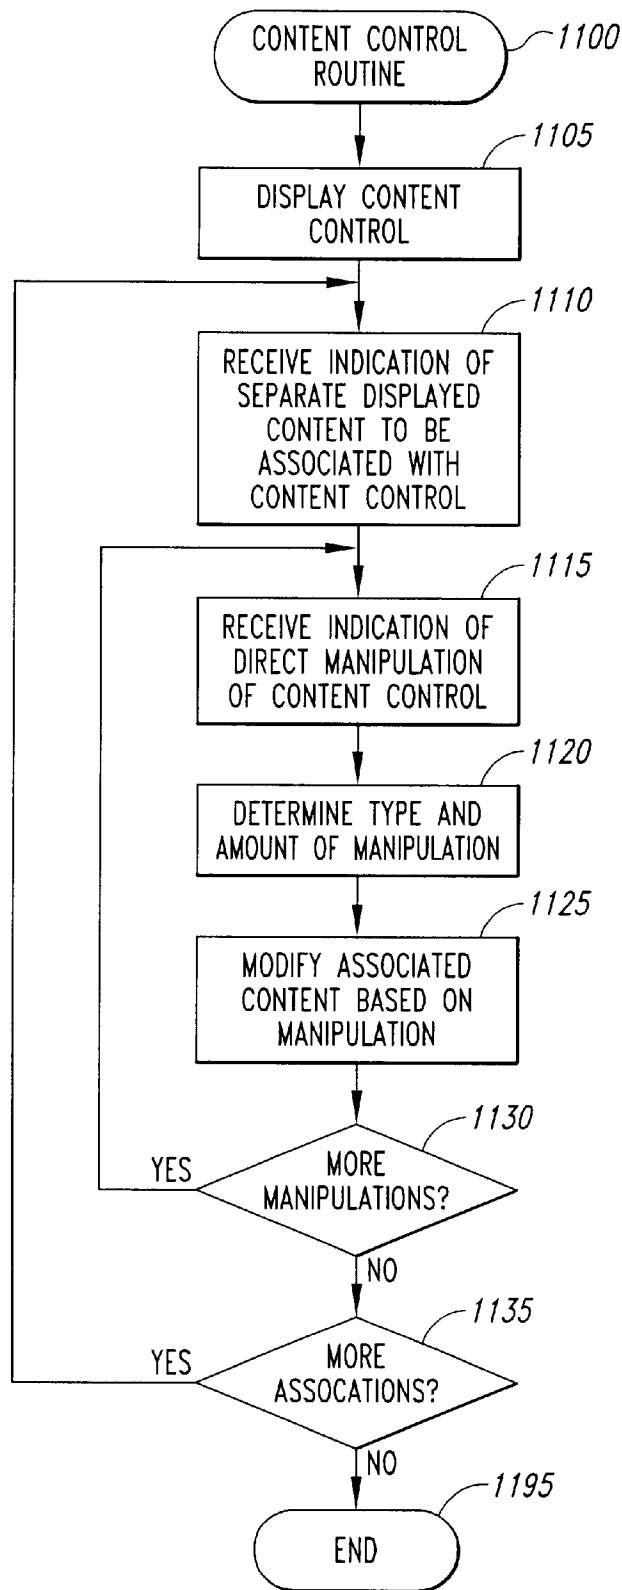 CONTENT CONTROL
ROUTINE
1100
1105
DISPLAY CONTENT
CONTROL
1110
RECEIVE INDICATION OF
SEPARATE DISPLAYED
CONTENT TO BE
ASSOCIATED WITH
CONTENT CONTROL
1115
RECEIVE INDICATION OF
DIRECT MANIPULATION
OF CONTENT CONTROL
1120
DETERMINE TYPE AND
AMOUNT OF MANIPULATION
1125
MODIFY ASSOCIATED
CONTENT BASED ON
MANIPULATION
1130
YES
MORE
MANIPULATIONS?
NO
1135
YES
MORE
ASSOCATIONS?
NO
1195
END